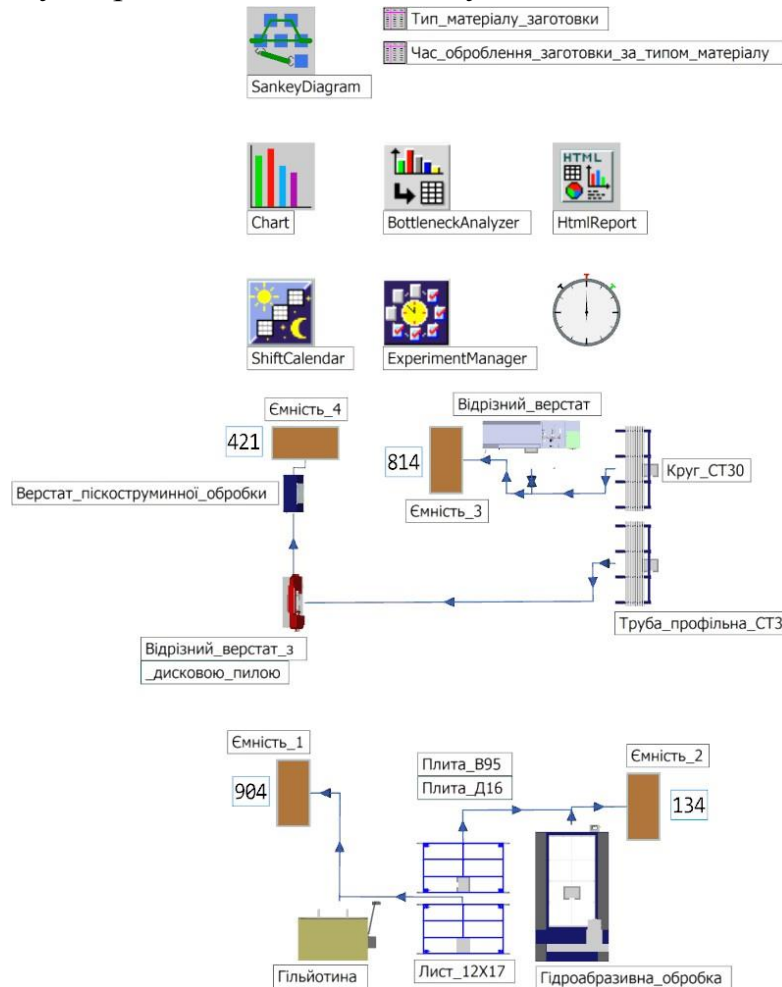 Тип_матеріалу_заготовки
Час_оброблення_заготовки_за_типом_матеріалу
SankeyDiagram
HTML
Chart
BottleneckAnalyzer
HtmlReport
ShiftCalendar
ExperimentManager
Ємність_4
421
Верстат_піскоструминної_обробки
Відрізний_верстат
814
Ємність_3
Круг_СТ30
Труба_профільна_СТ3
Відрізний_верстат_з
_дисковою_пилою
Ємність_1
904
Плита_В95
Плита_Д16
Ємність_2
134
Гільйотина
Лист_12Х17
Гідроабразивна_обробка